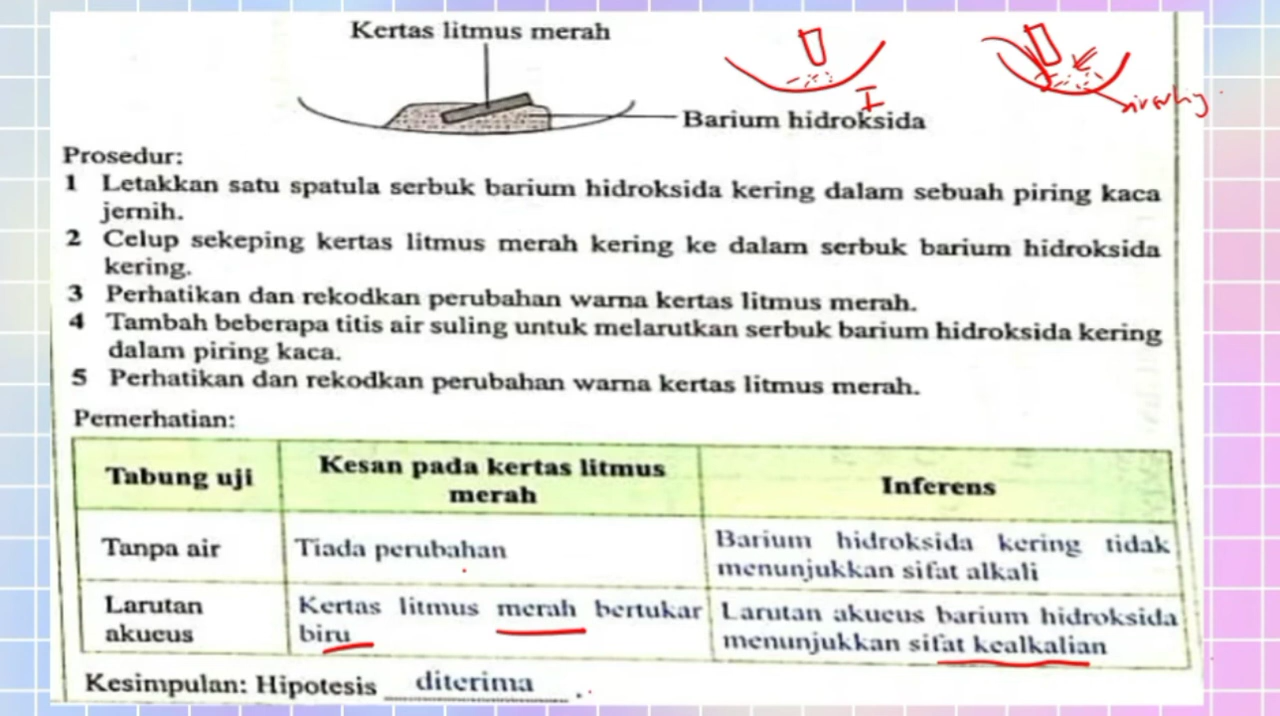 Kertas litmus merah
I
Barium hidroksida
Prosedur:
1 Letakkan satu spatula serbuk barium hidroksida kering dalam sebuah piring kaca
jernih.
2 Celup sekeping kertas litmus merah kering ke dalam serbuk barium hidroksida
kering.
3 Perhatikan dan rekodkan perubahan warna kertas litmus merah.
4 Tambah beberapa titis air suling untuk melarutkan serbuk barium hidroksida kering
dalam piring kaca.
5 Perhatikan dan rekodkan perubahan warna kertas litmus merah.
Pemerhatian:
Tabung uji
Kesan pada kertas litmus
merah
Inferens
Tanpa air
Tiada perubahan
Barium hidroksida kering tidak
menunjukkan sifat alkali
Larutan
akueus
Kertas litmus merah bertukar
biru
Larutan akueus barium hidroksida
menunjukkan sifat kealkalian
Kesimpulan: Hipotesis diterima .